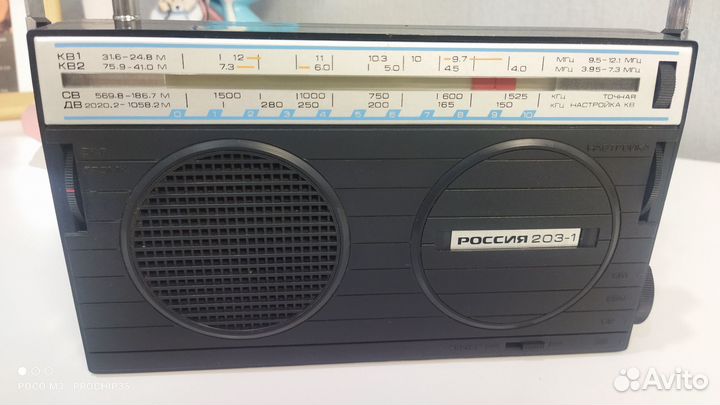 КВ1 31.6–24.8 М 12 11 10.3 10 9.7 МГц 9.5–12.1 МГц
КВ2 75.9–41.0 М 7.3 6.0 5.0 4.5 4.0 МГц 3.95–7.3 МГц
СВ 569.8–186.7 М 1500 1000 750 600 525 кГц ТОЧНАЯ
ДВ 2020.2–1058.2 М 280 250 200 165 150 кГц НАСТРОЙКА КВ
0 1 2 3 4 5 6 7 8 9 10
НАСТРОЙКА
РОССИЯ 203-1
POCO M3 PROCHIP35
Avito